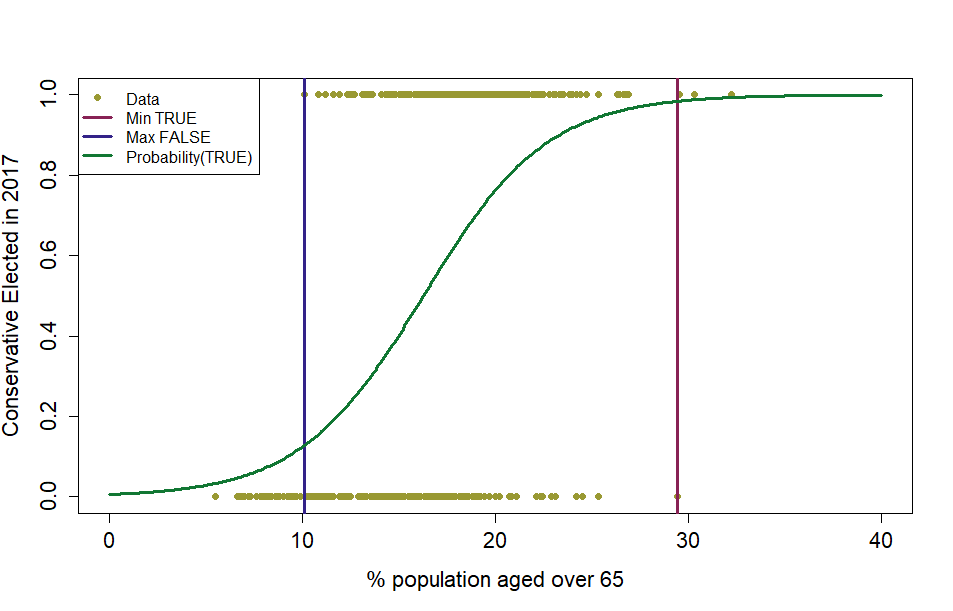 Data
Min TRUE
Max FALSE
Probability(TRUE)
Conservative Elected in 2017
1.0
0.8
0.6
0.4
0.2
0.0
0 10 20 30 40
% population aged over 65